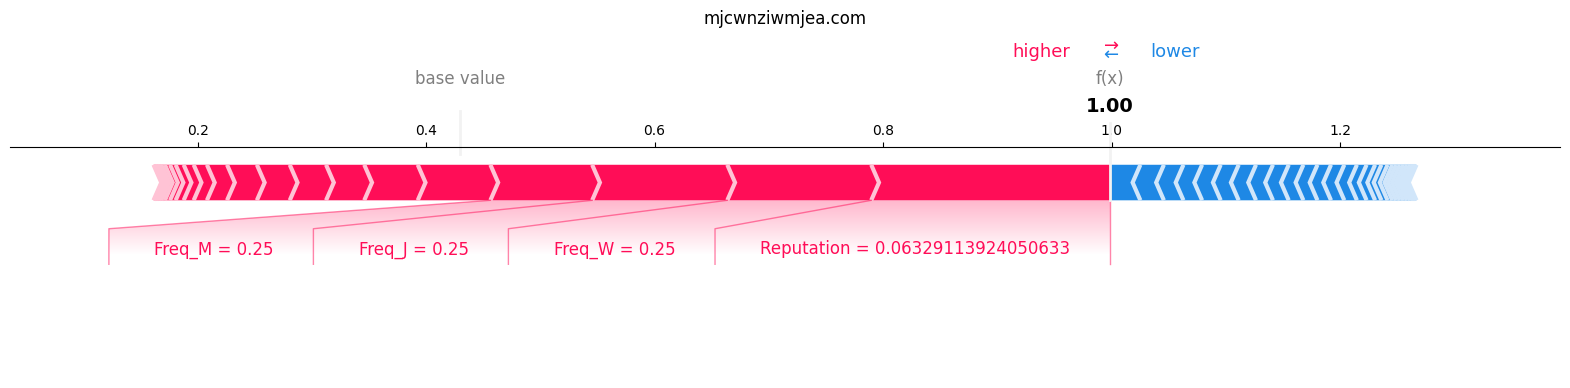 mjcwnziwmjea.com
higher ⇄ lower
base value f(x)
1.00
0.2 0.4 0.6 0.8 1.0 1.2
Freq_M = 0.25 Freq_J = 0.25 Freq_W = 0.25 Reputation = 0.06329113924050633